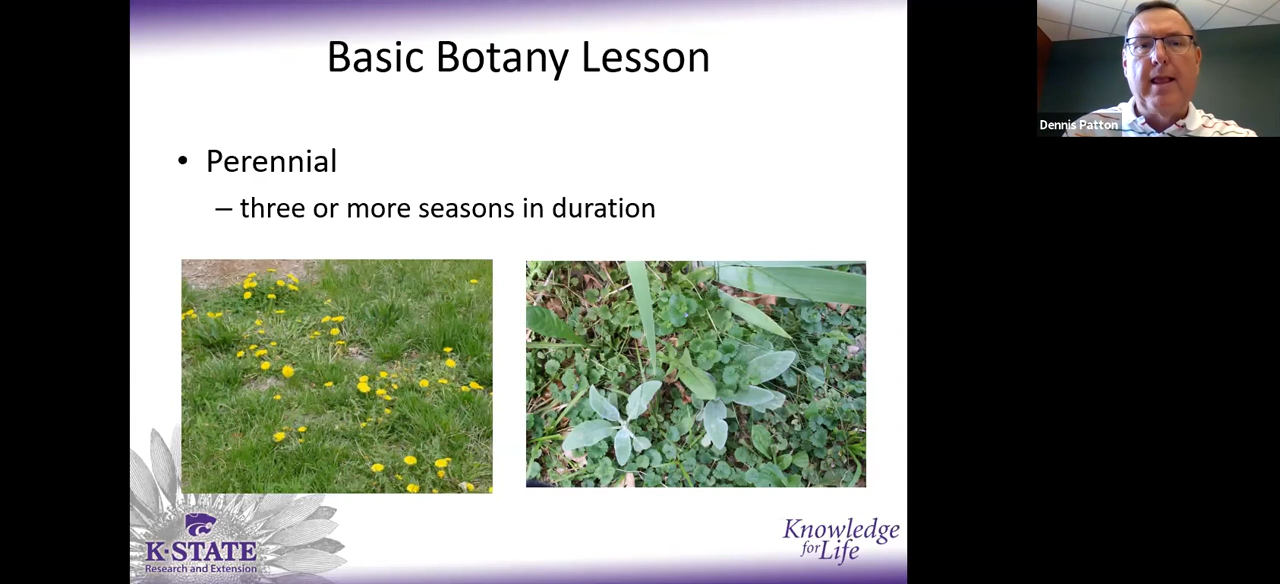 Basic Botany Lesson
• Perennial
– three or more seasons in duration
K-STATE
Research and Extension
Knowledge
for Life
Dennis Patton